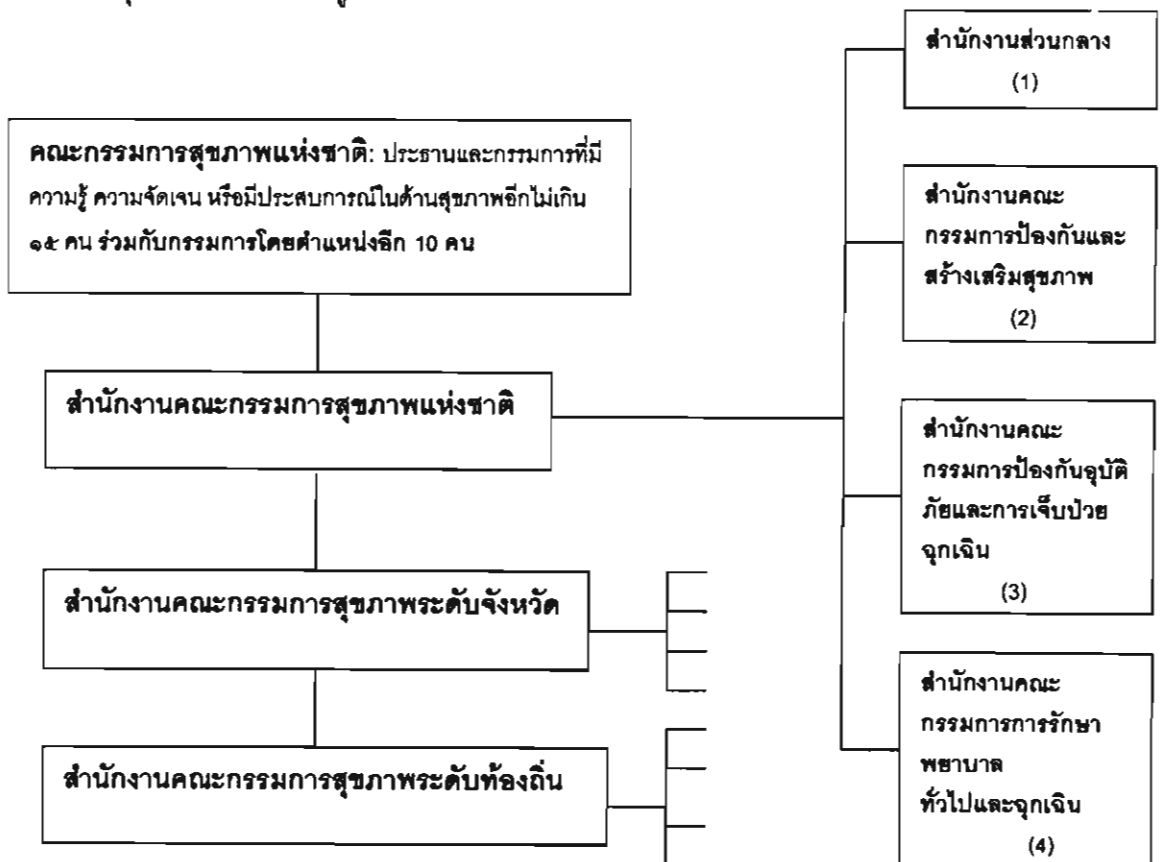 คณะกรรมการสุขภาพแห่งชาติ: ประธานและกรรมการที่มี
ความรู้ ความจัดเจน หรือมีประสบการณ์ในด้านสุขภาพอีกไม่เกิน
๑๕ คน ร่วมกับกรรมการโดยตำแหน่งอีก 10 คน
สำนักงานคณะกรรมการสุขภาพแห่งชาติ
สำนักงานคณะกรรมการสุขภาพระดับจังหวัด
สำนักงานคณะกรรมการสุขภาพระดับท้องถิ่น
สำนักงานส่วนกลาง
(1)
สำนักงานคณะ
กรรมการป้องกันและ
สร้างเสริมสุขภาพ
(2)
สำนักงานคณะ
กรรมการป้องกันอุบัติ
ภัยและการเจ็บป่วย
ฉุกเฉิน
(3)
สำนักงานคณะ
กรรมการการรักษา
พยาบาล
ทั่วไปและฉุกเฉิน
(4)